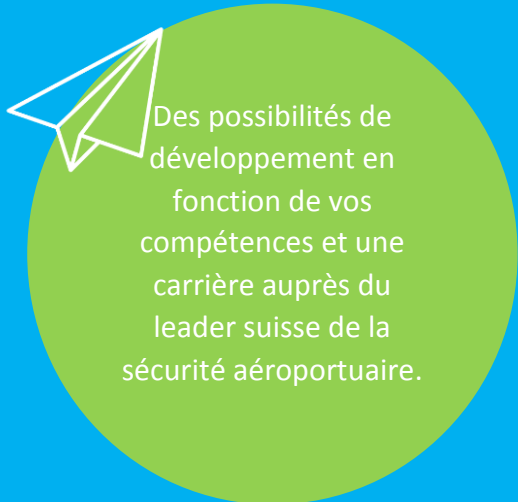 Des possibilités de
développement en
fonction de vos
compétences et une
carrière auprès du
leader suisse de la
sécurité aéroportuaire.